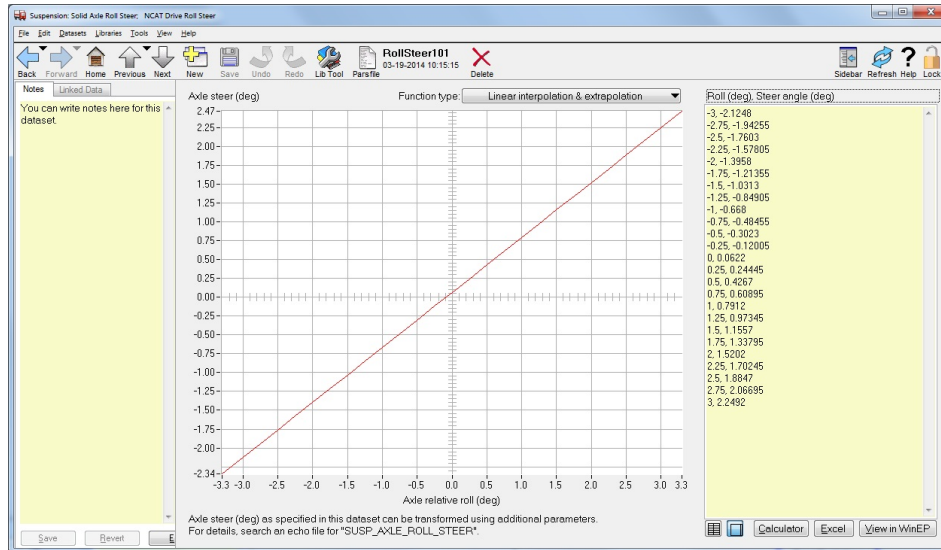 Suspension: Solid Axle Roll Steer; NCAT Drive Roll Steer
File Edit Datasets Libraries Tools View Help
Back Forward Home Previous Next New Save Undo Redo Lib Tool Parsfile
RollSteer101
03-19-2014 10:15:15
Delete
Sidebar Refresh Help Lock
Notes Linked Data
You can write notes here for this
dataset.
Save Revert E
Axle steer (deg)
Function type: Linear interpolation & extrapolation
2.47
2.25
2.00
1.75
1.50
1.25
1.00
0.75
0.50
0.25
0.00
-0.25
-0.50
-0.75
-1.00
-1.25
-1.50
-1.75
-2.00
-2.34
-3.3 -3.0 -2.5 -2.0 -1.5 -1.0 -0.5 0.0 0.5 1.0 1.5 2.0 2.5 3.0 3.3
Axle relative roll (deg)
Axle steer (deg) as specified in this dataset can be transformed using additional parameters.
For details, search an echo file for "SUSP_AXLE_ROLL_STEER".
Roll (deg), Steer angle (deg)
-3, -2.1248
-2.75, -1.94255
-2.5, -1.7603
-2.25, -1.57805
-2, -1.3958
-1.75, -1.21355
-1.5, -1.0313
-1.25, -0.84905
-1, -0.668
-0.75, -0.48455
-0.5, -0.3023
-0.25, -0.12005
0, 0.0622
0.25, 0.24445
0.5, 0.4267
0.75, 0.60895
1, 0.7912
1.25, 0.97345
1.5, 1.1557
1.75, 1.33795
2, 1.5202
2.25, 1.70245
2.5, 1.8847
2.75, 2.06695
3, 2.2492
Calculator Excel View in WinEP